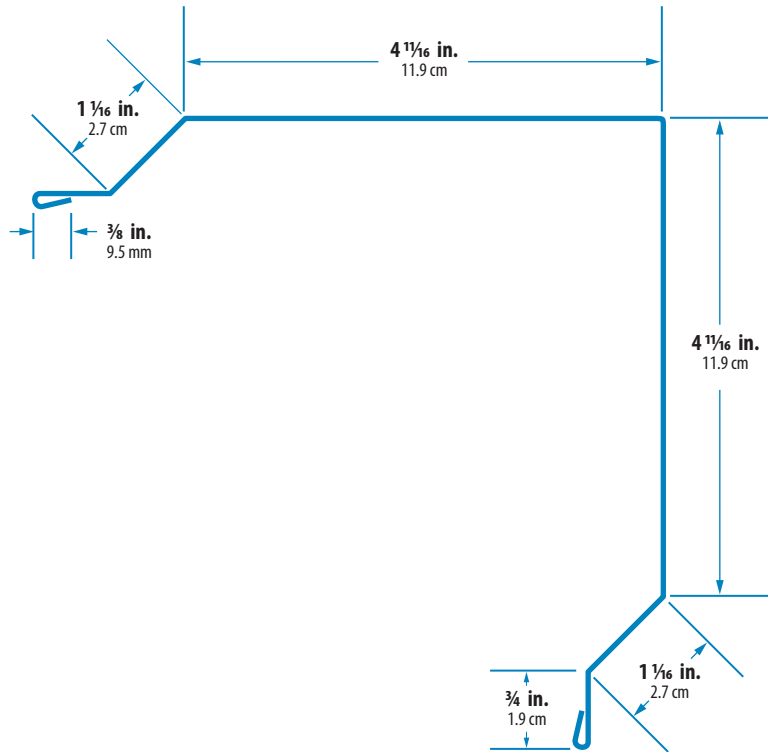 4 11⁄16 in.
11.9 cm
1 1⁄16 in.
2.7 cm
3⁄8 in.
9.5 mm
4 11⁄16 in.
11.9 cm
1 1⁄16 in.
2.7 cm
3⁄4 in.
1.9 cm